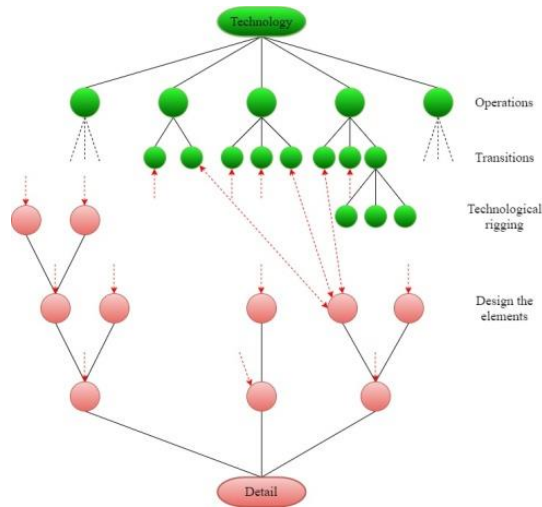 Technology
Operations
Transitions
Technological
rigging
Design the
elements
Detail